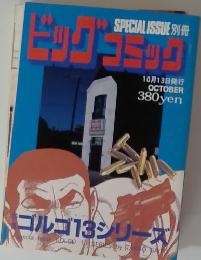 SPECIAL ISSUE 別冊
ビッグコミック
10月13日発行
OCTOBER
380yen
ゴルゴ13シリーズ